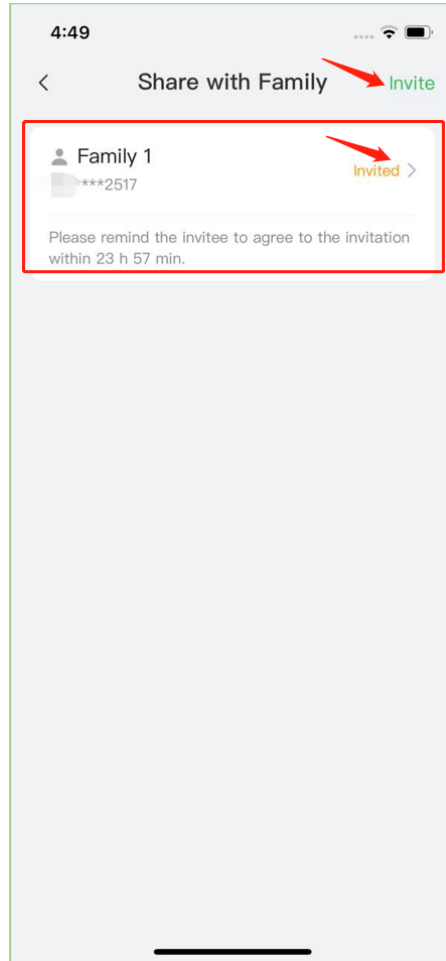 4:49
Share with Family
Invite
Family 1
***2517
Invited
Please remind the invitee to agree to the invitation
within 23 h 57 min.